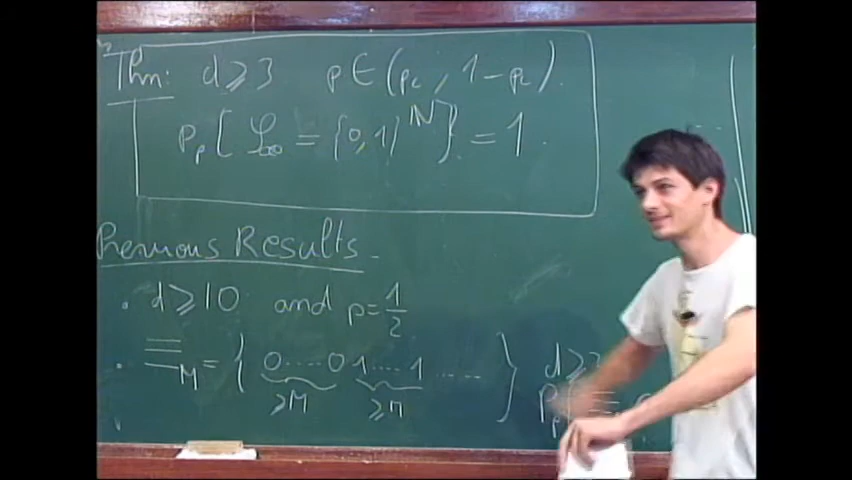 Thm: d ⩾ 3 p ∈ (pc, 1-pc).
Pp[ 𝒮∞ = {0,1}^ℕ ] = 1.
Previous Results.
• d ⩾ 10 and p = 1/2
• ≡M = { 0....0 1....1 ..... } d ⩾
⩾M ⩾M Pp[ ≡